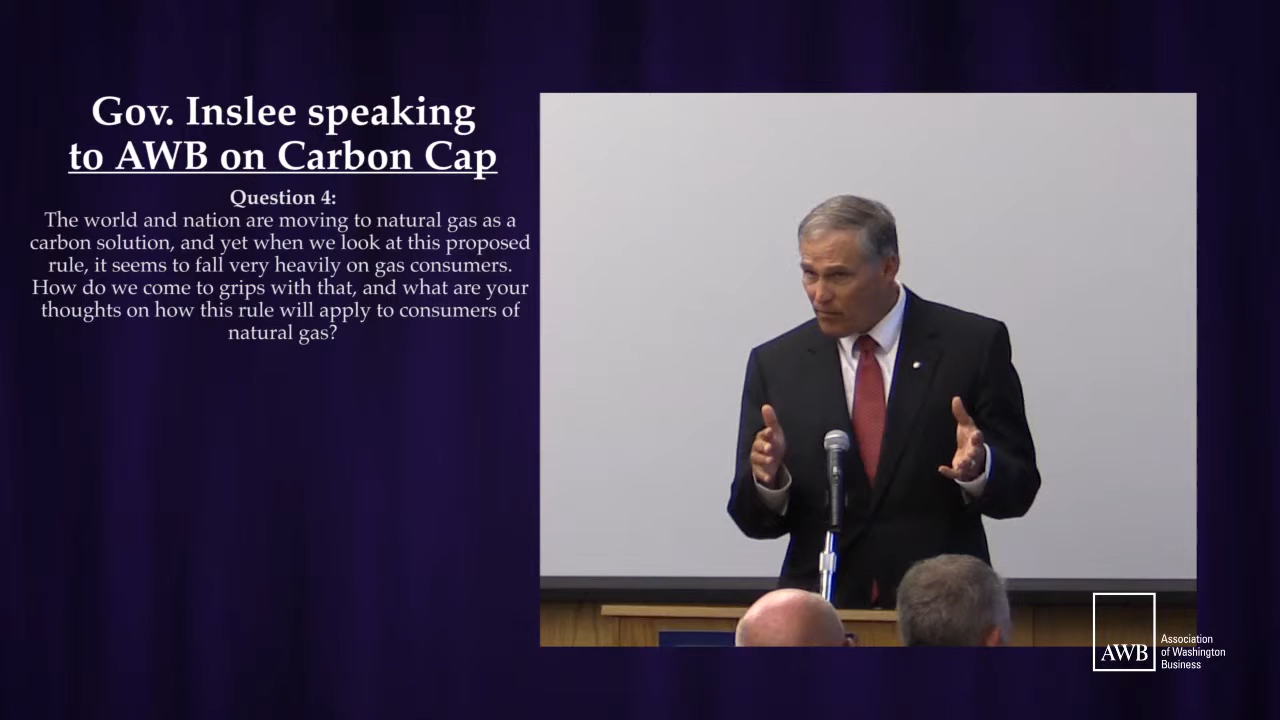 Gov. Inslee speaking
to AWB on Carbon Cap
Question 4:
The world and nation are moving to natural gas as a
carbon solution, and yet when we look at this proposed
rule, it seems to fall very heavily on gas consumers.
How do we come to grips with that, and what are your
thoughts on how this rule will apply to consumers of
natural gas?
AWB
Association
of Washington
Business